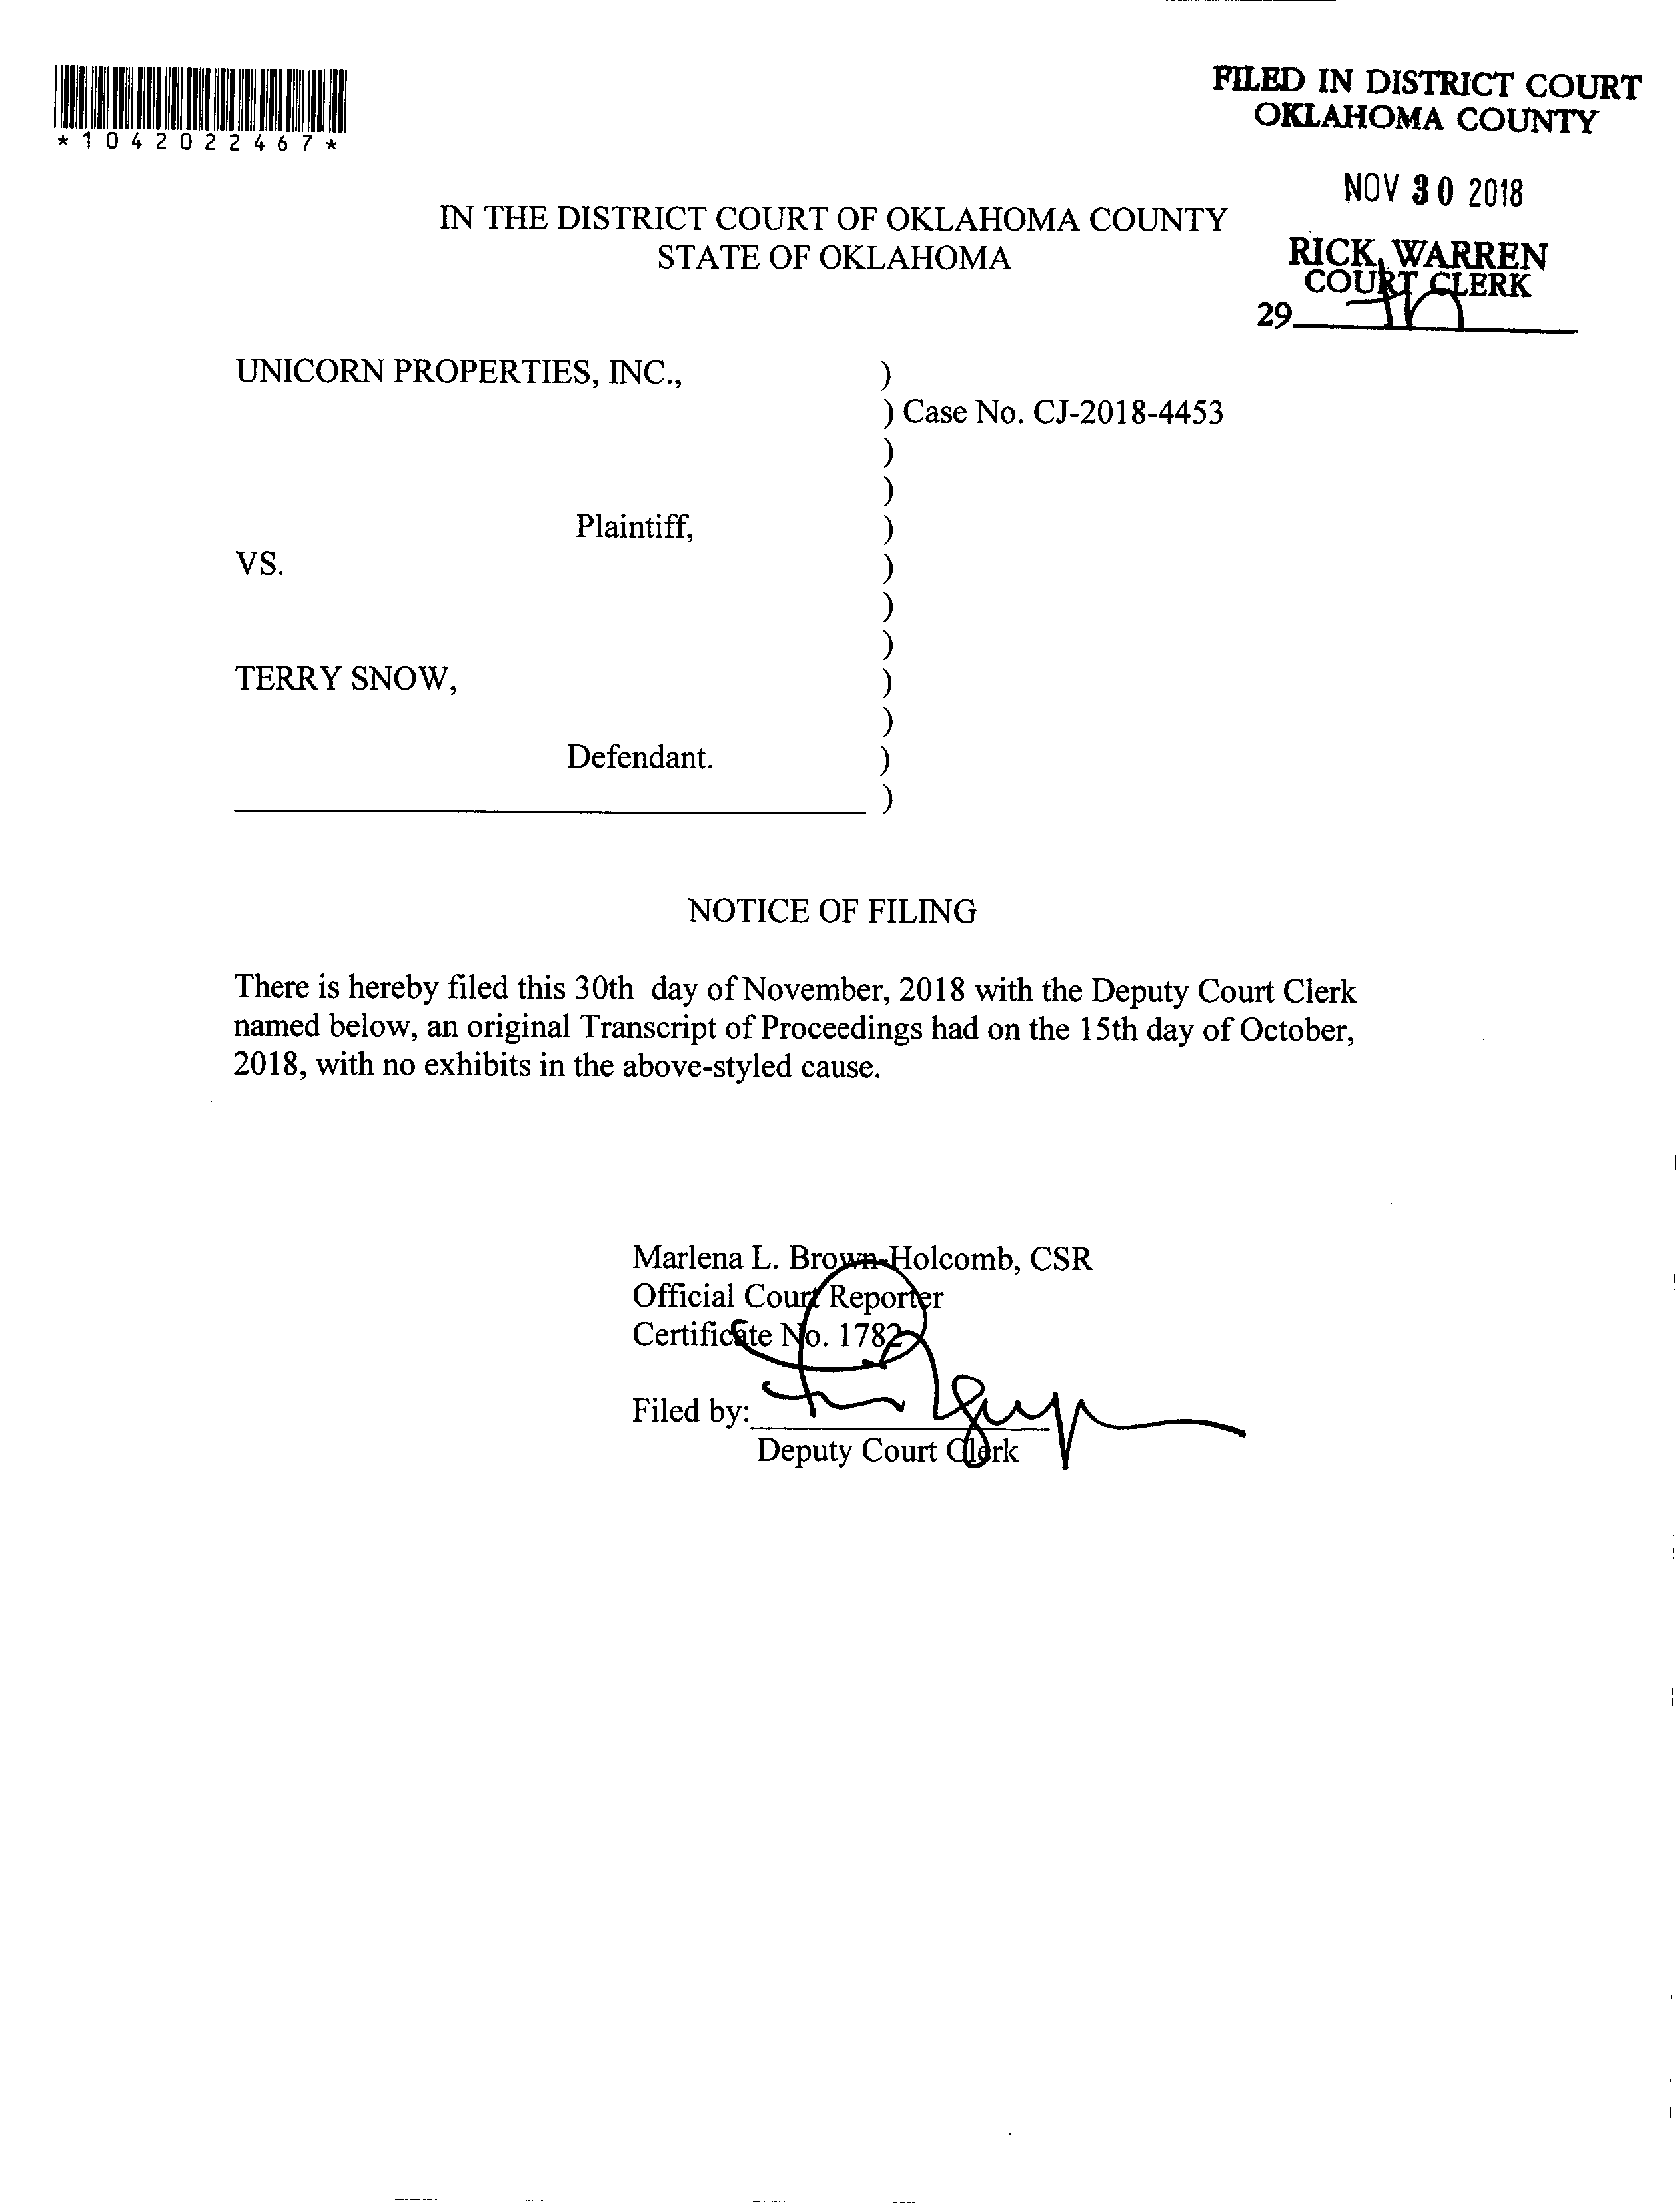 FILED IN DISTRICT COURT
OKLAHOMA COUNTY
*1042022467*
NOV 30 2018
IN THE DISTRICT COURT OF OKLAHOMA COUNTY
STATE OF OKLAHOMA
RICK WARREN
COURT CLERK
29
UNICORN PROPERTIES, INC., )
) Case No. CJ-2018-4453
)
)
Plaintiff, )
VS. )
)
)
TERRY SNOW, )
)
Defendant. )
)
NOTICE OF FILING
There is hereby filed this 30th day of November, 2018 with the Deputy Court Clerk
named below, an original Transcript of Proceedings had on the 15th day of October,
2018, with no exhibits in the above-styled cause.
Marlena L. Brown-Holcomb, CSR
Official Court Reporter
Certificate No. 1782
Filed by:
Deputy Court Clerk